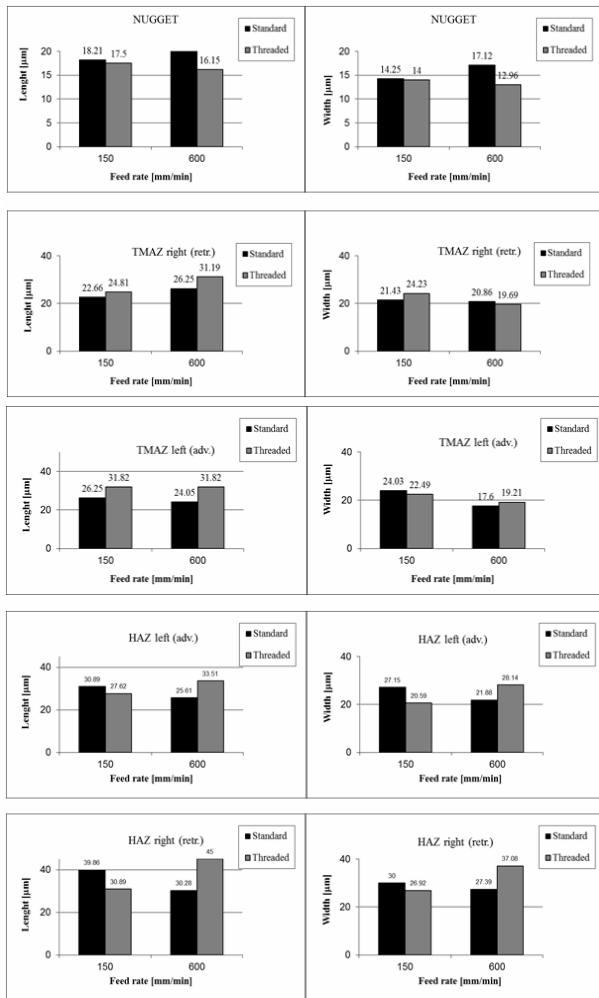 NUGGET
Standard
Threaded
Lenght [µm]
20
15
10
5
0
18.21
17.5
16.15
150
600
Feed rate [mm/min]
NUGGET
Standard
Threaded
Width [µm]
20
15
10
5
0
14.25
14
17.12
12.96
150
600
Feed rate [mm/min]
TMAZ right (retr.)
Standard
Threaded
Lenght [µm]
40
20
0
22.66
24.81
26.25
31.19
150
600
Feed rate [mm/min]
TMAZ right (retr.)
Standard
Threaded
Width [µm]
40
20
0
21.43
24.23
20.86
19.69
150
600
Feed rate [mm/min]
TMAZ left (adv.)
Standard
Threaded
Lenght [µm]
40
20
0
26.25
31.82
24.05
31.82
150
600
Feed rate [mm/min]
TMAZ left (adv.)
Standard
Threaded
Width [µm]
40
20
0
24.03
22.49
17.6
19.21
150
600
Feed rate [mm/min]
HAZ left (adv.)
Standard
Threaded
Lenght [µm]
40
20
0
30.89
27.62
25.61
33.51
150
600
Feed rate [mm/min]
HAZ left (adv.)
Standard
Threaded
Width [µm]
40
20
0
27.15
20.59
21.88
28.14
150
600
Feed rate [mm/min]
HAZ right (retr.)
Standard
Threaded
Lenght [µm]
40
20
0
39.86
30.89
30.28
45
150
600
Feed rate [mm/min]
HAZ right (retr.)
Standard
Threaded
Width [µm]
40
20
0
30
26.92
27.39
37.08
150
600
Feed rate [mm/min]